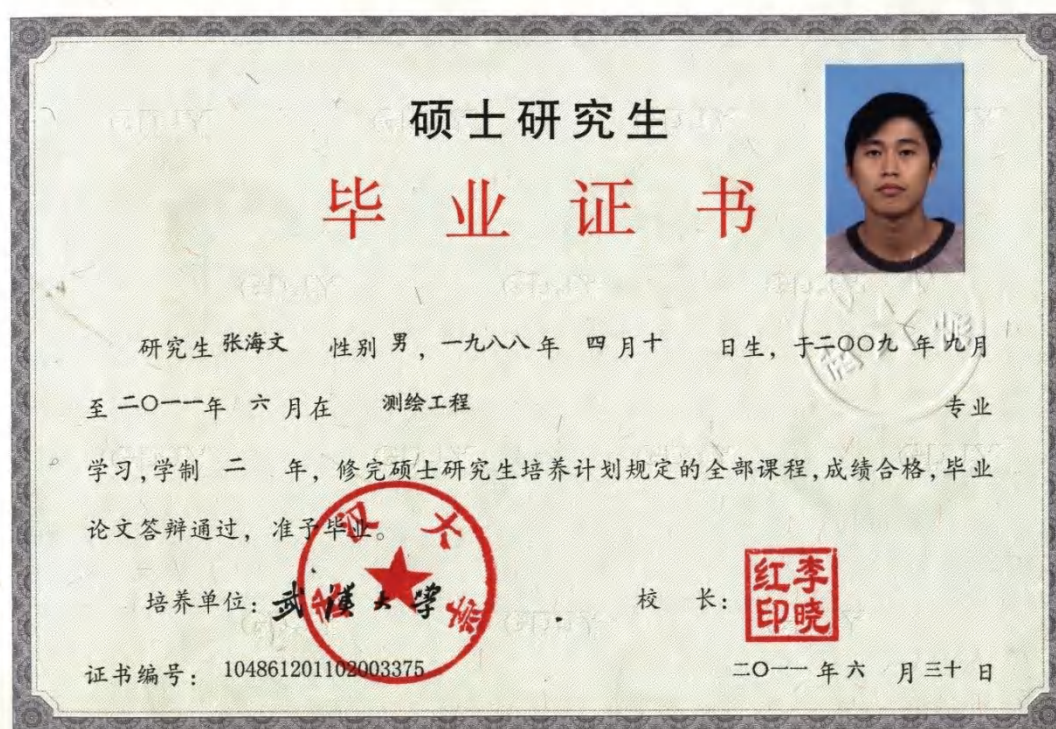 硕士研究生
毕业证书
研究生 张海文 性别 男，一九八八年 四月十 日生，于二〇〇九年九月
至二〇一一年 六 月在 测绘工程 专业
学习,学制 二 年，修完硕士研究生培养计划规定的全部课程,成绩合格,毕业
论文答辩通过，准予毕业。
培养单位：武漢大学
校 长：
李晓红印
证书编号：104861201102003375
二〇一一年六 月三十日